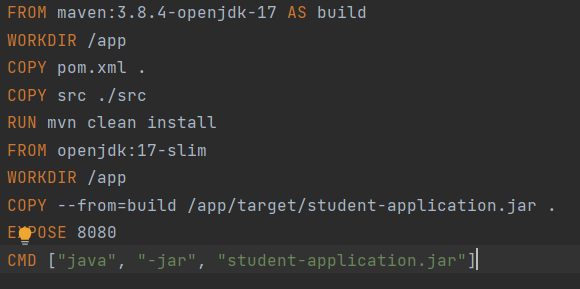 FROM maven:3.8.4-openjdk-17 AS build
WORKDIR /app
COPY pom.xml .
COPY src ./src
RUN mvn clean install
FROM openjdk:17-slim
WORKDIR /app
COPY --from=build /app/target/student-application.jar .
EXPOSE 8080
CMD ["java", "-jar", "student-application.jar"]